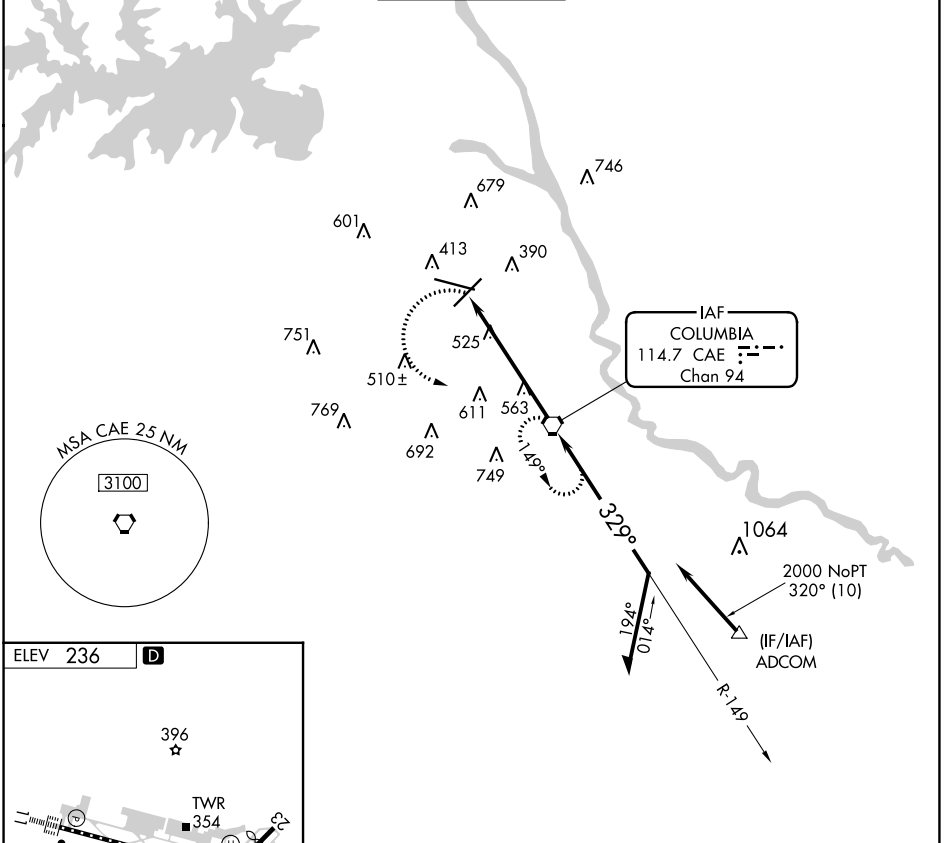 746
679
601
413
390
IAF
COLUMBIA
114.7 CAE
Chan 94
751
525
510±
611
563
769
692
749
149°
MSA CAE 25 NM
3100
329°
1064
2000 NoPT
320° (10)
194°
014°
(IF/IAF)
ADCOM
R-149
ELEV 236
D
396
TWR
354
11
P
23